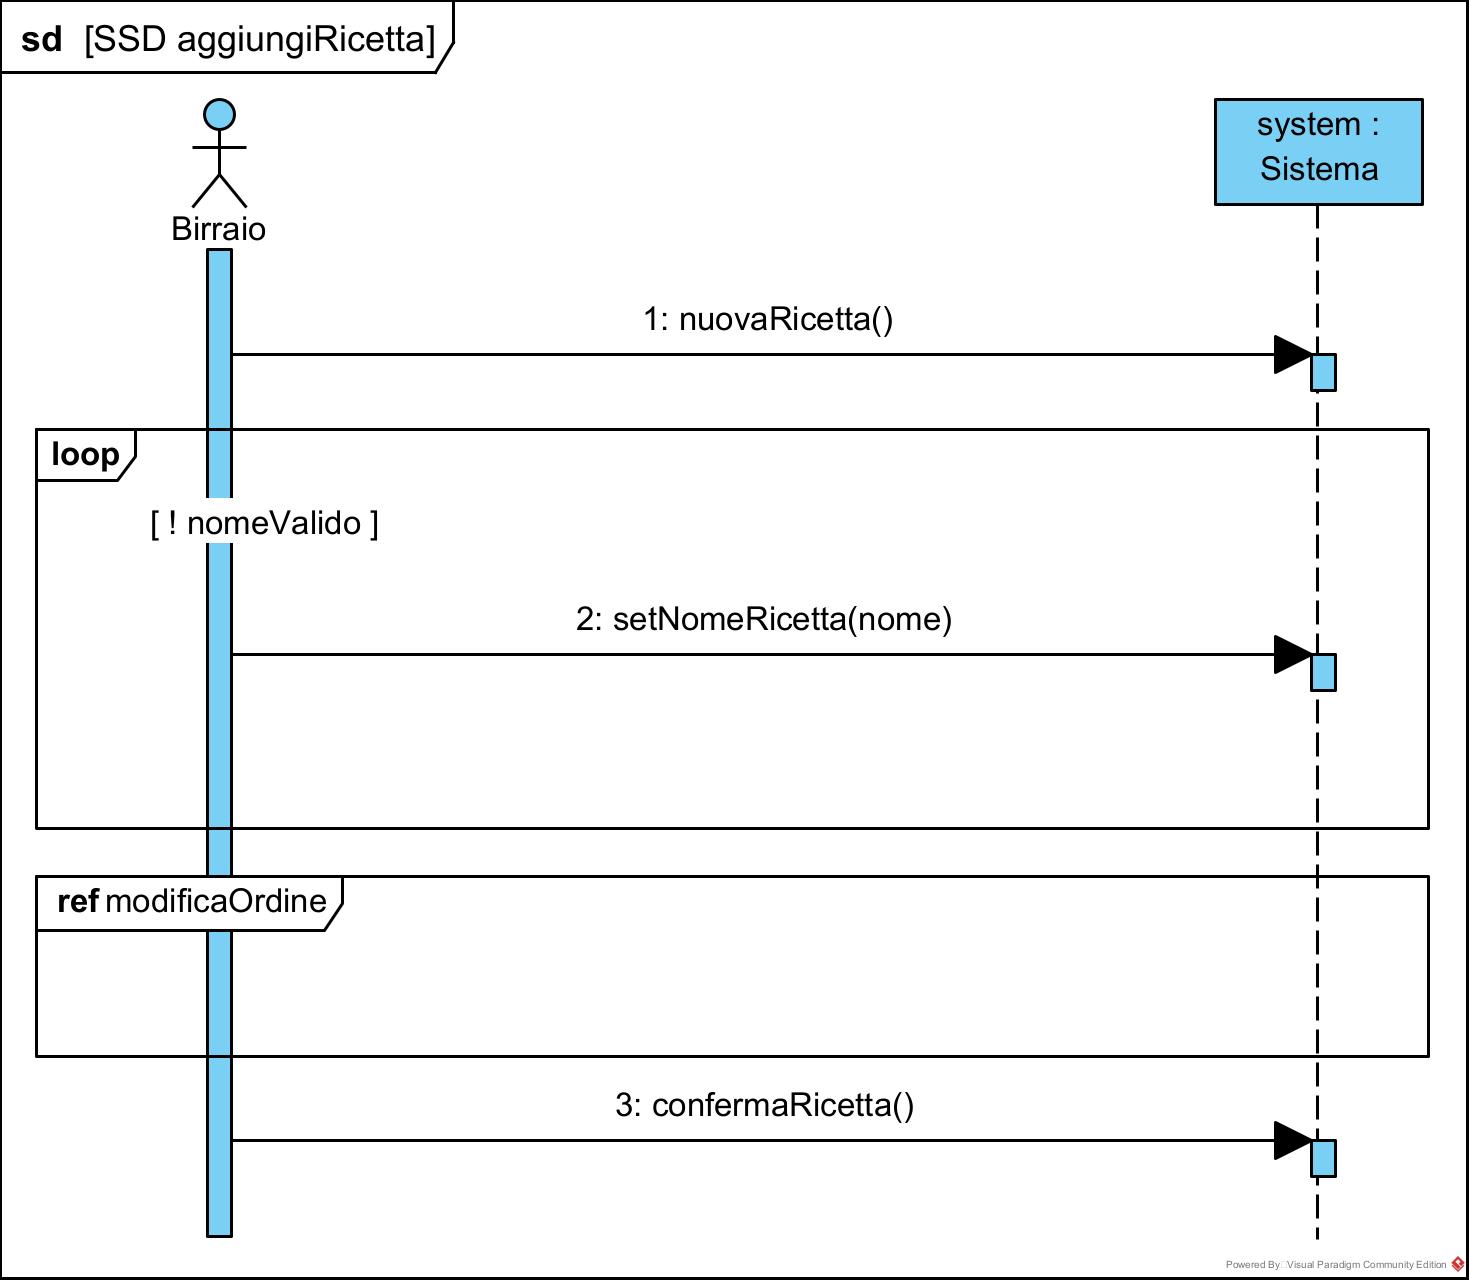 sd [SSD aggiungiRicetta]
Birraio
system :
Sistema
1: nuovaRicetta()
loop
[ ! nomeValido ]
2: setNomeRicetta(nome)
ref modificaOrdine
3: confermaRicetta()
Powered By Visual Paradigm Community Edition